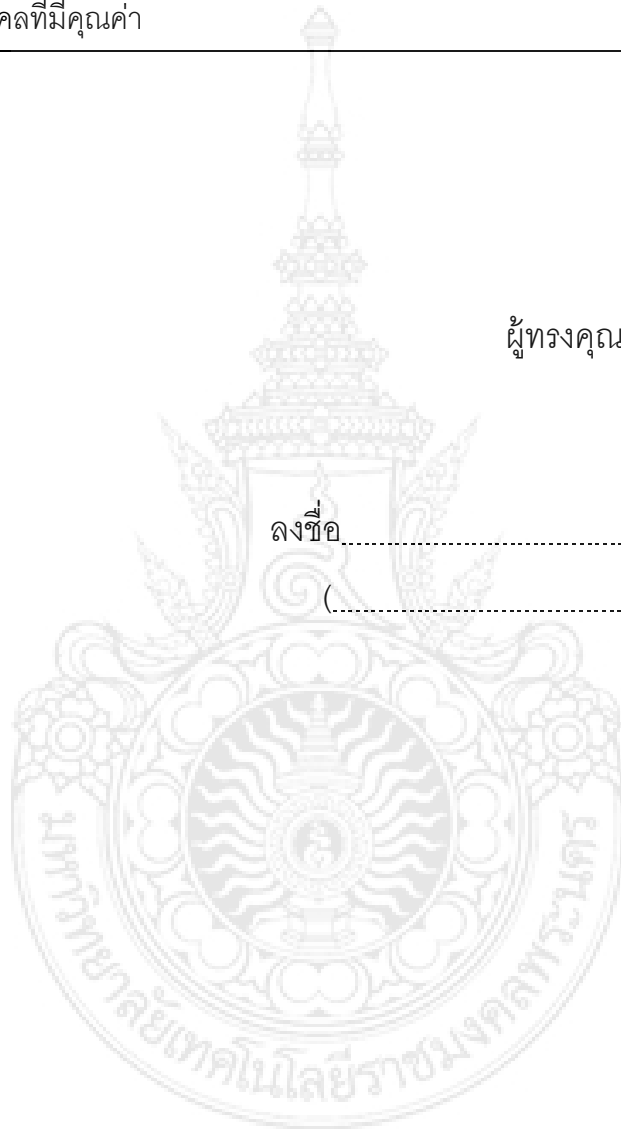 คลที่มีคุณค่า
ผู้ทรงคุณ
ลงชื่อ
(
มหาวิทยาลัยเทคโนโลยีราชมงคลพระนคร